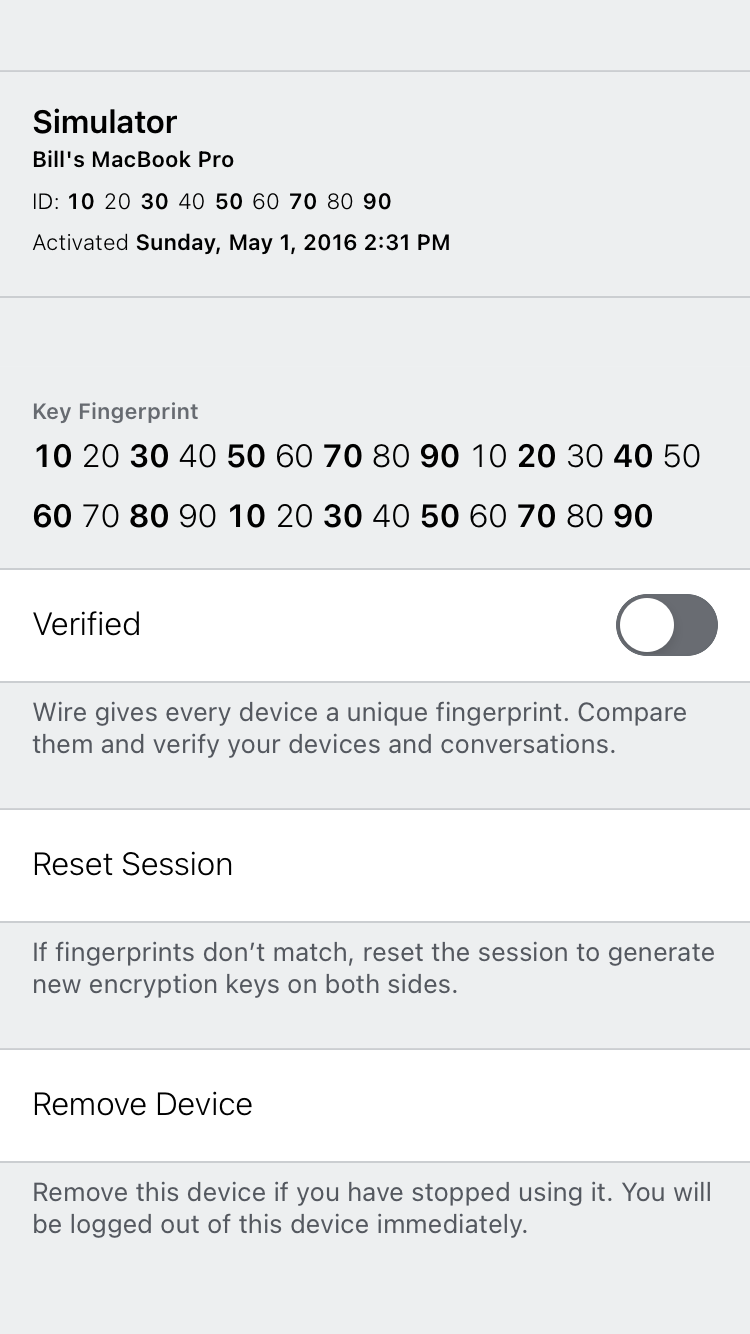 Simulator
Bill's MacBook Pro
ID: 10 20 30 40 50 60 70 80 90
Activated Sunday, May 1, 2016 2:31 PM
Key Fingerprint
10 20 30 40 50 60 70 80 90 10 20 30 40 50
60 70 80 90 10 20 30 40 50 60 70 80 90
Verified
Wire gives every device a unique fingerprint. Compare
them and verify your devices and conversations.
Reset Session
If fingerprints don’t match, reset the session to generate
new encryption keys on both sides.
Remove Device
Remove this device if you have stopped using it. You will
be logged out of this device immediately.